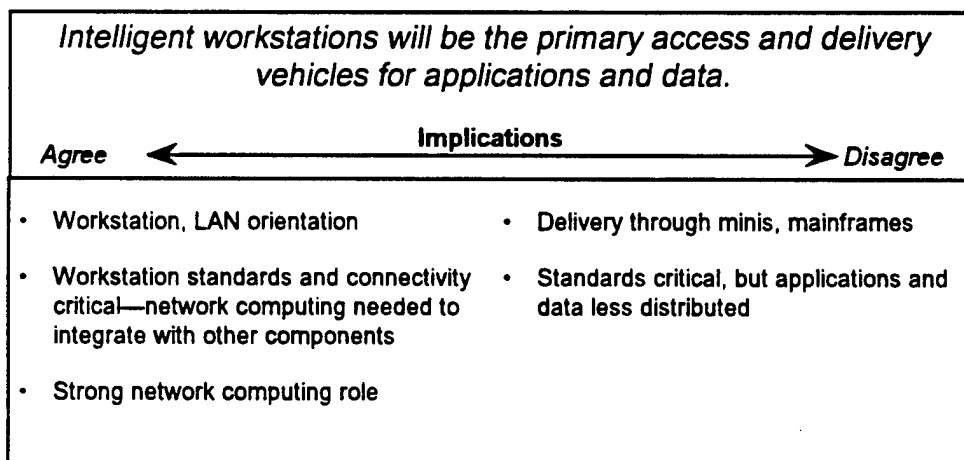 Intelligent workstations will be the primary access and delivery
vehicles for applications and data.
Implications
Agree
Disagree
• Workstation, LAN orientation
• Workstation standards and connectivity
critical—network computing needed to
integrate with other components
• Strong network computing role
• Delivery through minis, mainframes
• Standards critical, but applications and
data less distributed